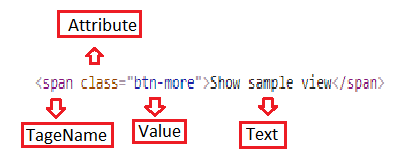 Attribute
<span class="btn-more">Show sample view</span>
TageName Value Text